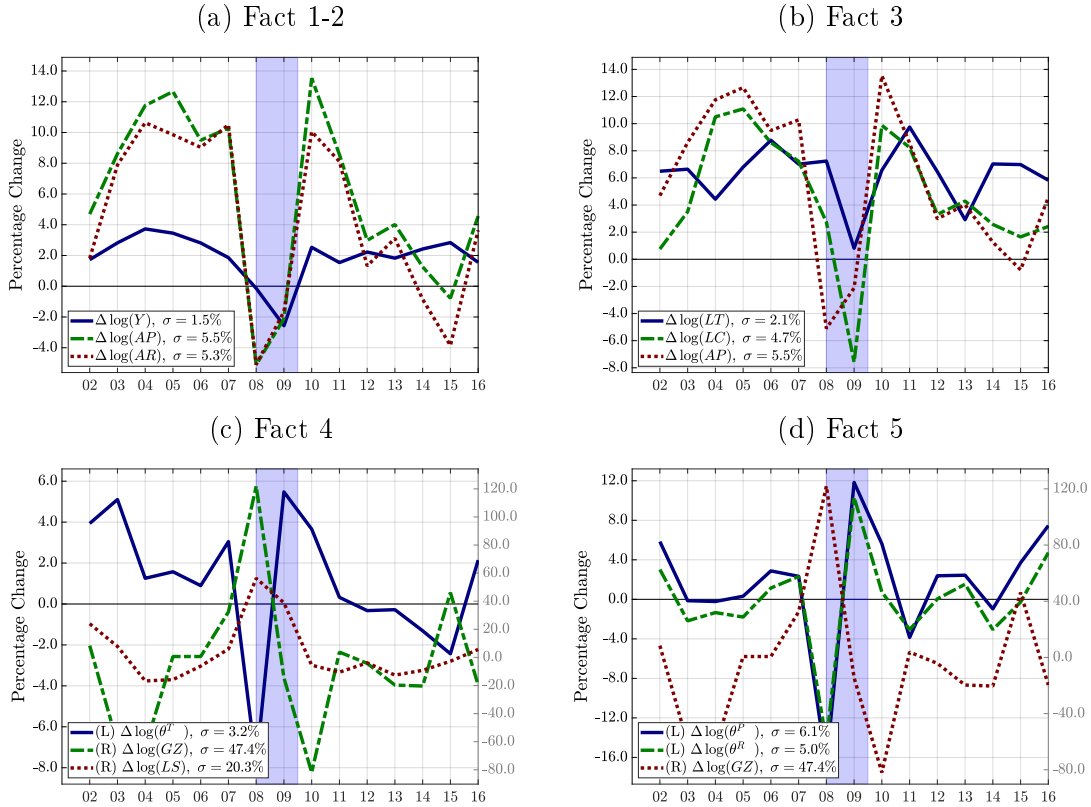 (a) Fact 1-2
Percentage Change
14.0
12.0
10.0
8.0
6.0
4.0
2.0
0.0
-2.0
-4.0
Δ log(Y), σ = 1.5%
Δ log(AP), σ = 5.5%
Δ log(AR), σ = 5.3%
02 03 04 05 06 07 08 09 10 11 12 13 14 15 16
(b) Fact 3
Percentage Change
14.0
12.0
10.0
8.0
6.0
4.0
2.0
0.0
-2.0
-4.0
-6.0
-8.0
Δ log(LT), σ = 2.1%
Δ log(LC), σ = 4.7%
Δ log(AP), σ = 5.5%
02 03 04 05 06 07 08 09 10 11 12 13 14 15 16
(c) Fact 4
Percentage Change
6.0
4.0
2.0
0.0
-2.0
-4.0
-6.0
-8.0
120.0
100.0
80.0
60.0
40.0
20.0
0.0
-20.0
-40.0
-60.0
-80.0
(L) Δ log(θ^T ), σ = 3.2%
(R) Δ log(GZ), σ = 47.4%
(R) Δ log(LS), σ = 20.3%
02 03 04 05 06 07 08 09 10 11 12 13 14 15 16
(d) Fact 5
Percentage Change
12.0
8.0
4.0
0.0
-4.0
-8.0
-12.0
-16.0
120.0
80.0
40.0
0.0
-40.0
-80.0
(L) Δ log(θ^P ), σ = 6.1%
(L) Δ log(θ^R ), σ = 5.0%
(R) Δ log(GZ), σ = 47.4%
02 03 04 05 06 07 08 09 10 11 12 13 14 15 16